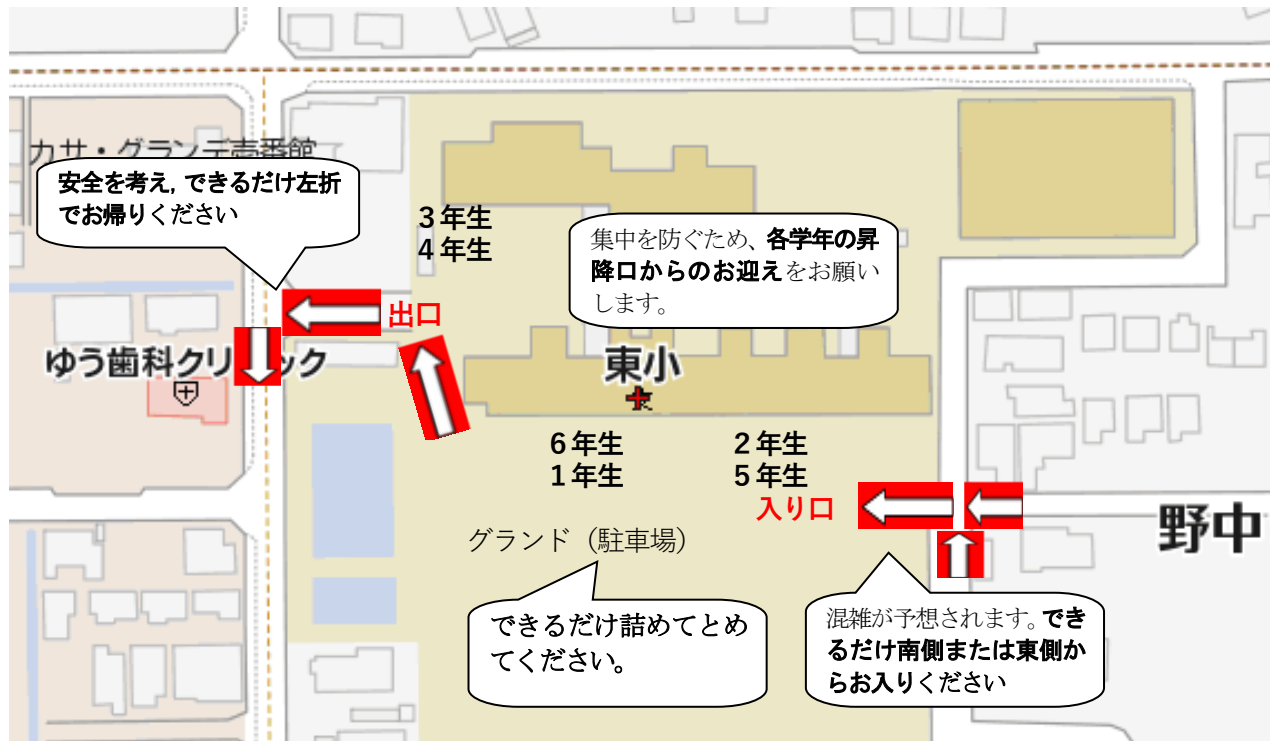 カサ・グランデ壱番館
安全を考え,できるだけ左折
でお帰りください
3年生
4年生
集中を防ぐため、各学年の昇
降口からのお迎えをお願い
します。
出口
ゆう歯科クリニック
東小
6年生
1年生
2年生
5年生
入り口
野中
グランド（駐車場）
できるだけ詰めてとめ
てください。
混雑が予想されます。でき
るだけ南側または東側か
らお入りください